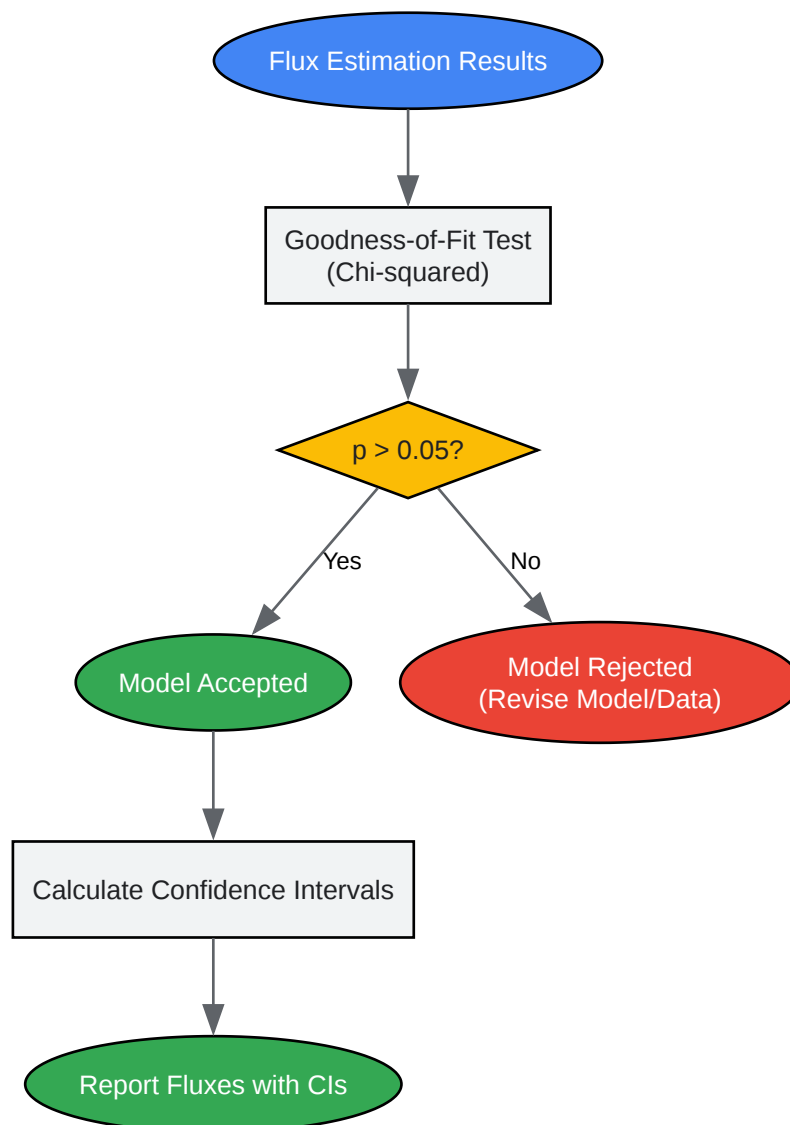 Flux Estimation Results
Goodness-of-Fit Test
(Chi-squared)
p > 0.05?
Yes
No
Model Accepted
Model Rejected
(Revise Model/Data)
Calculate Confidence Intervals
Report Fluxes with CIs